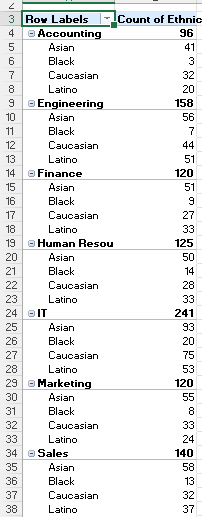 3 Row Labels Count of Ethnic
4 Accounting 96
5 Asian 41
6 Black 3
7 Caucasian 32
8 Latino 20
9 Engineering 158
10 Asian 56
11 Black 7
12 Caucasian 44
13 Latino 51
14 Finance 120
15 Asian 51
16 Black 9
17 Caucasian 27
18 Latino 33
19 Human Resou 125
20 Asian 50
21 Black 14
22 Caucasian 28
23 Latino 33
24 IT 241
25 Asian 93
26 Black 20
27 Caucasian 75
28 Latino 53
29 Marketing 120
30 Asian 55
31 Black 8
32 Caucasian 33
33 Latino 24
34 Sales 140
35 Asian 58
36 Black 13
37 Caucasian 32
38 Latino 37